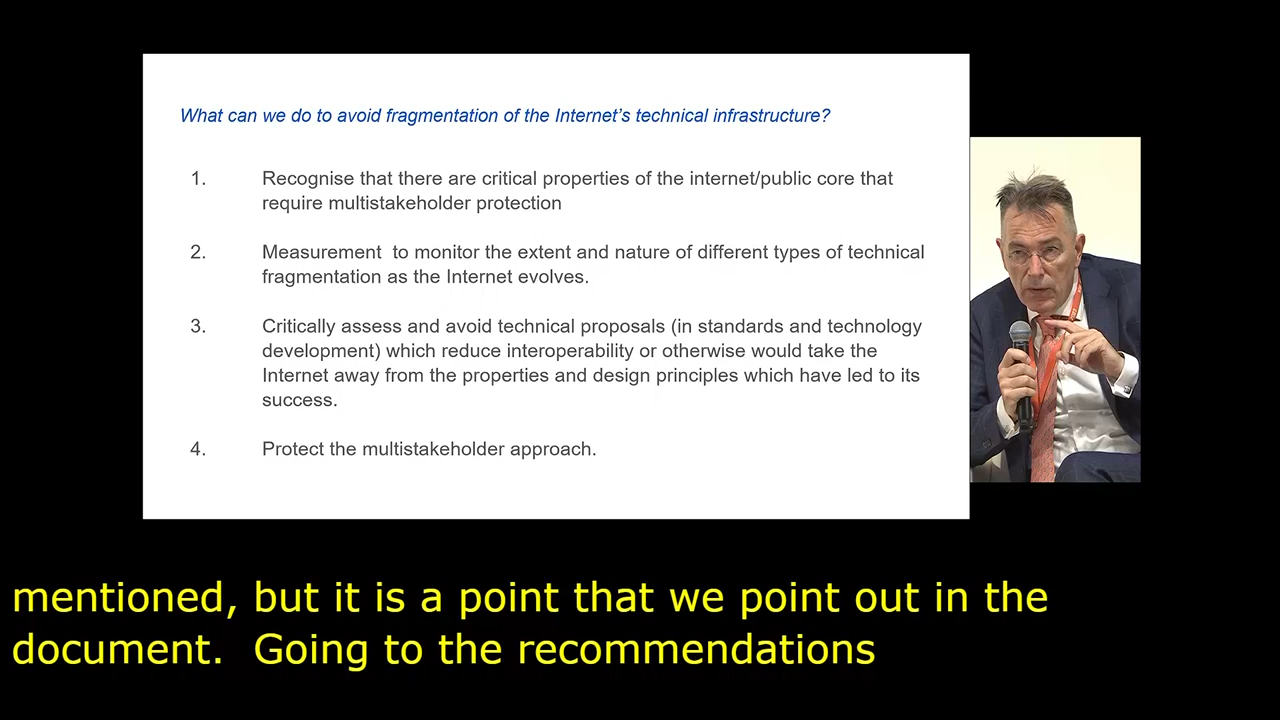 What can we do to avoid fragmentation of the Internet's technical infrastructure?
1. Recognise that there are critical properties of the internet/public core that
require multistakeholder protection
2. Measurement  to monitor the extent and nature of different types of technical
fragmentation as the Internet evolves.
3. Critically assess and avoid technical proposals (in standards and technology
development) which reduce interoperability or otherwise would take the
Internet away from the properties and design principles which have led to its
success.
4. Protect the multistakeholder approach.
mentioned, but it is a point that we point out in the
document.  Going to the recommendations